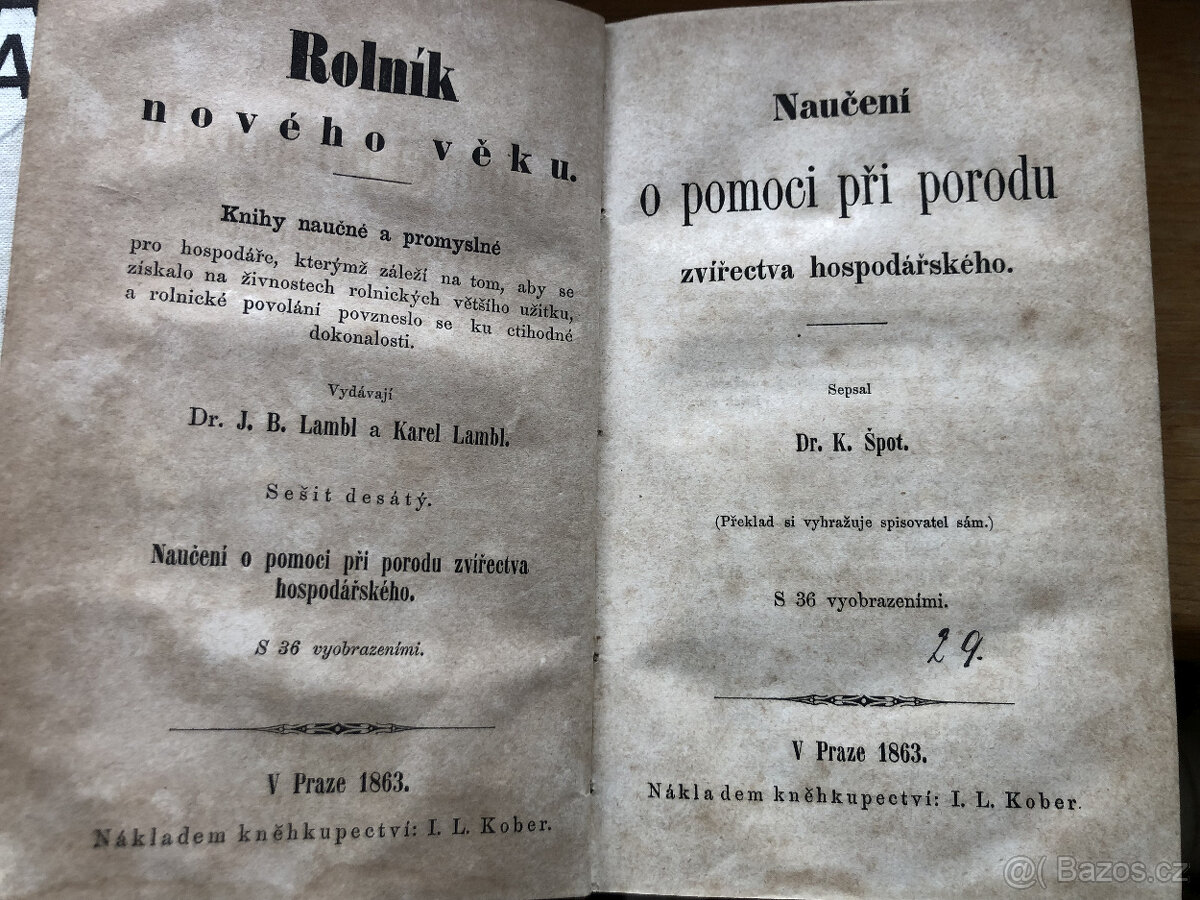 Rolník
nového věku.
Knihy naučné a promyslné
pro hospodáře, kterýmž záleží na tom, aby se
získalo na živnostech rolnických většího užitku,
a rolnické povolání povzneslo se ku ctihodné
dokonalosti.
Vydávají
Dr. J. B. Lambl a Karel Lambl.
Sešit desátý.
Naučení o pomoci při porodu zvířectva
hospodářského.
S 36 vyobrazeními.
V Praze 1863.
Nákladem kněhkupectví: I. L. Kober.
Naučení
o pomoci při porodu
zvířectva hospodářského.
Sepsal
Dr. K. Špot.
(Překlad si vyhražuje spisovatel sám.)
S 36 vyobrazeními.
29.
V Praze 1863.
Nákladem kněhkupectví: I. L. Kober.
@( Bazos.cz